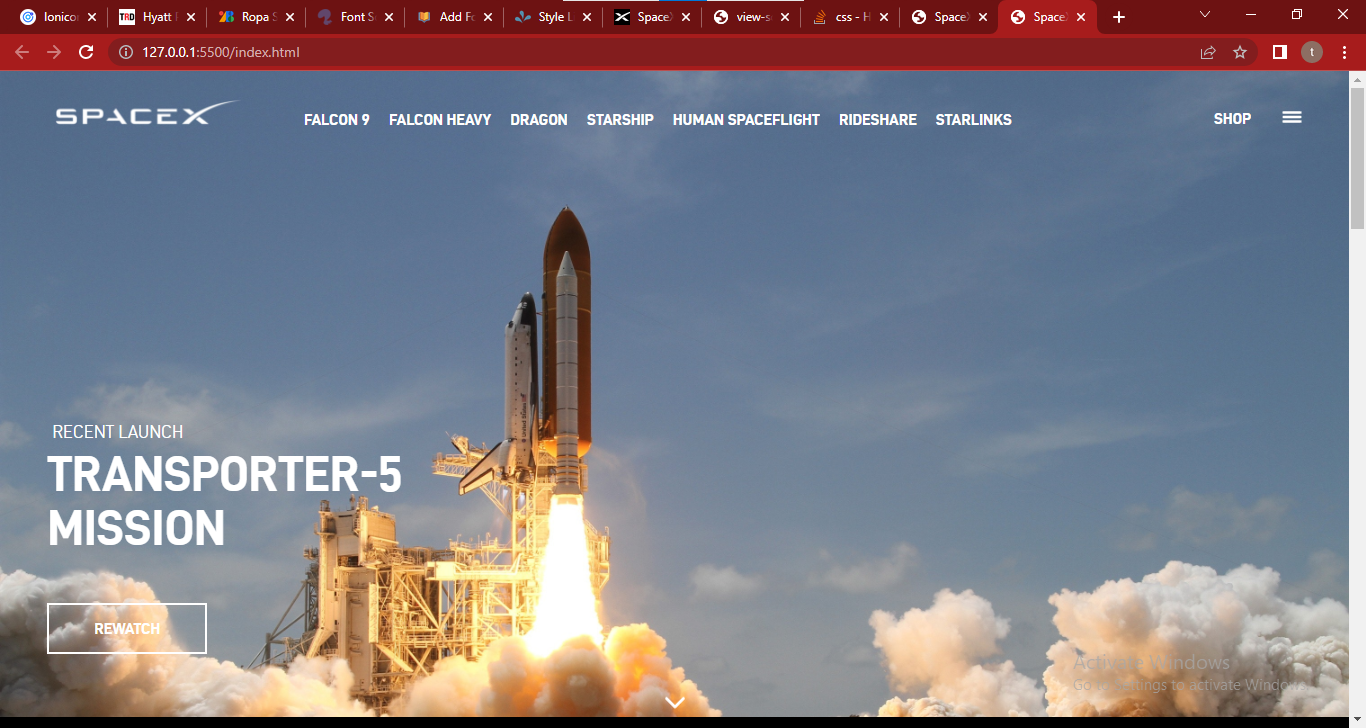 Ionicon
Hyatt
Ropa S
Font S
Add Fo
Style L
SpaceX
view-s
css - H
SpaceX
SpaceX
127.0.0.1:5500/index.html
t
SPACEX
FALCON 9 FALCON HEAVY DRAGON STARSHIP HUMAN SPACEFLIGHT RIDESHARE STARLINKS
SHOP
RECENT LAUNCH
TRANSPORTER-5
MISSION
REWATCH
Activate Windows
Go to Settings to activate Windows.